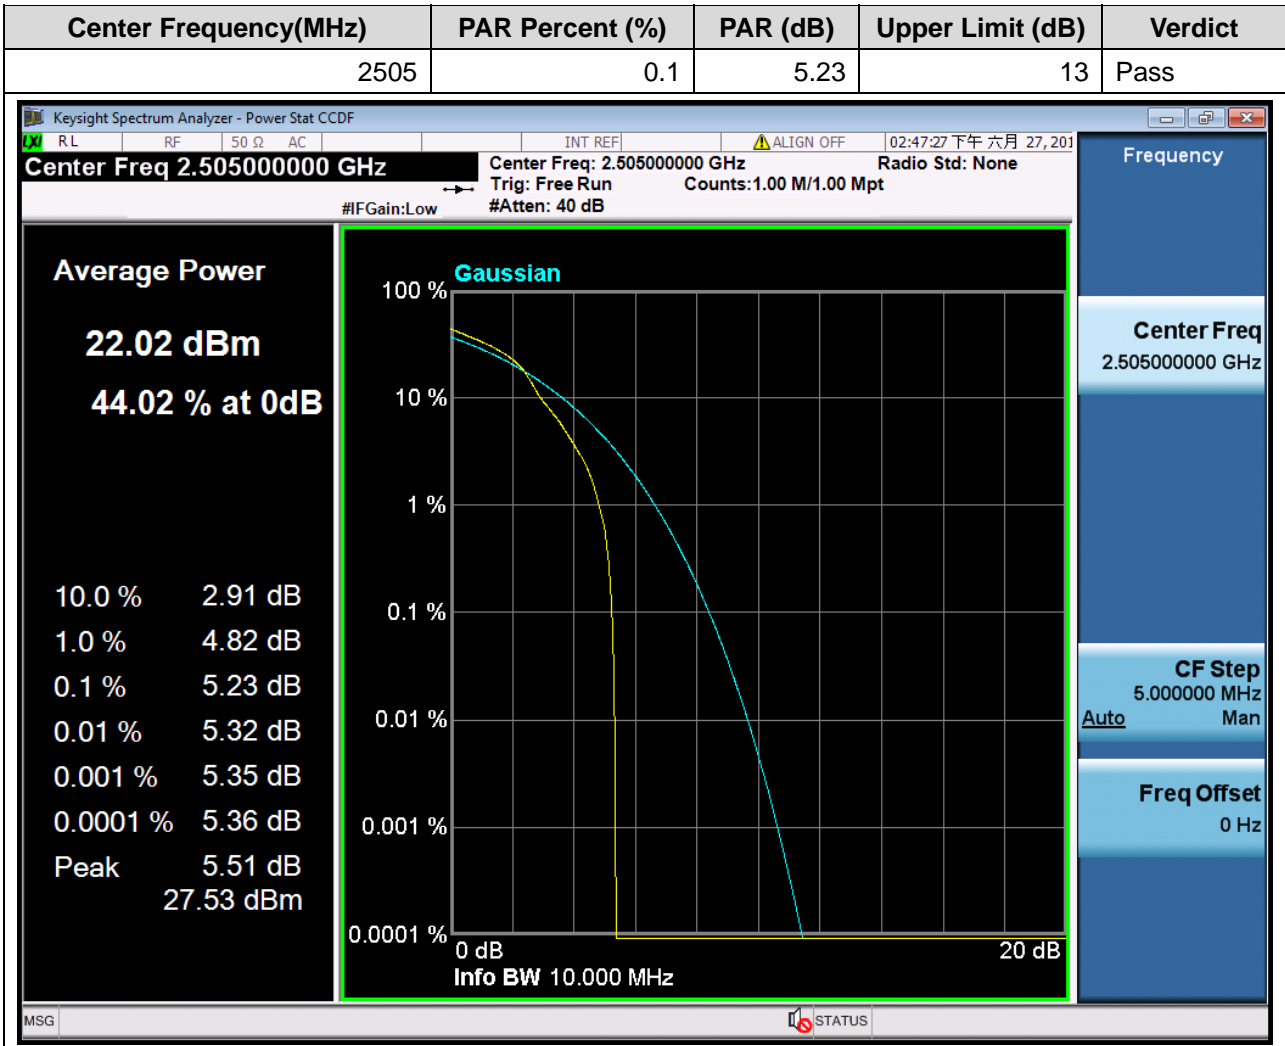 Center Frequency(MHz) PAR Percent (%) PAR (dB) Upper Limit (dB) Verdict
2505 0.1 5.23 13 Pass
Keysight Spectrum Analyzer - Power Stat CCDF
LXI RL RF 50 Ω AC INT REF ALIGN OFF 02:47:27 下午 六月 27, 201
Center Freq 2.505000000 GHz
Center Freq: 2.505000000 GHz Radio Std: None
Trig: Free Run Counts:1.00 M/1.00 Mpt
#IFGain:Low #Atten: 40 dB
Average Power
22.02 dBm
44.02 % at 0dB
10.0 % 2.91 dB
1.0 % 4.82 dB
0.1 % 5.23 dB
0.01 % 5.32 dB
0.001 % 5.35 dB
0.0001 % 5.36 dB
Peak 5.51 dB
27.53 dBm
Gaussian
100 %
10 %
1 %
0.1 %
0.01 %
0.001 %
0.0001 %
0 dB 20 dB
Info BW 10.000 MHz
Frequency
Center Freq
2.505000000 GHz
CF Step
5.000000 MHz
Auto Man
Freq Offset
0 Hz
MSG STATUS